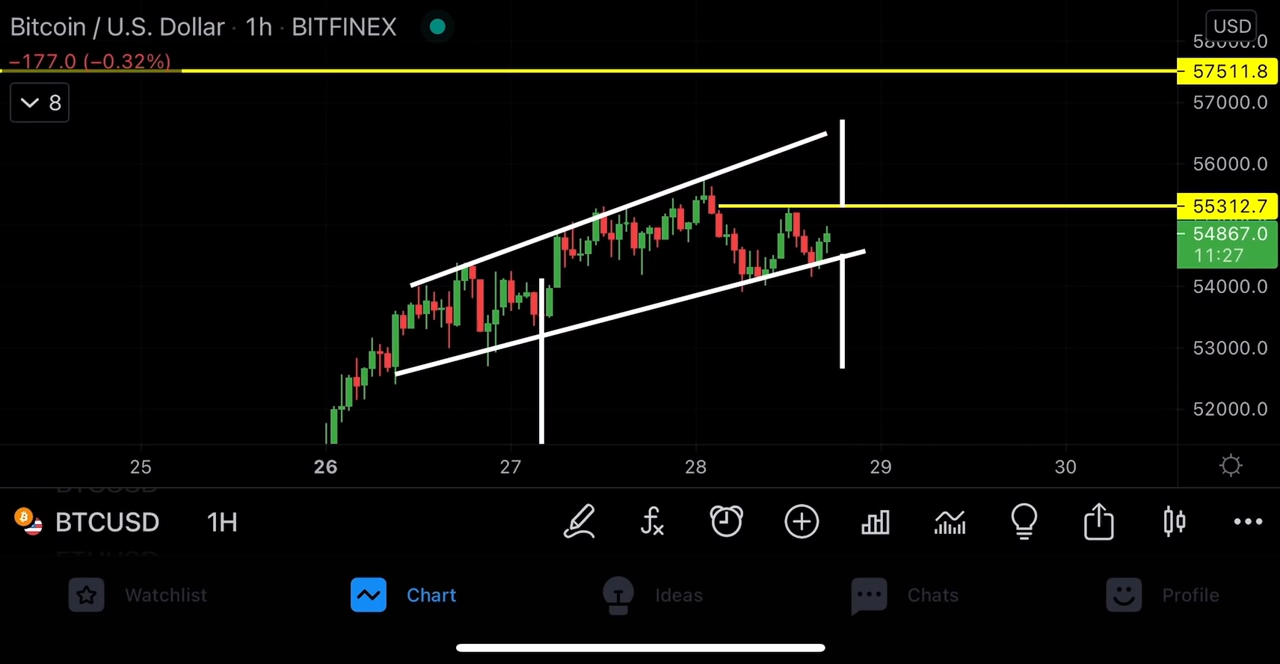 Bitcoin / U.S. Dollar · 1h · BITFINEX
USD
58000.0
−177.0 (−0.32%)
57511.8
8
57000.0
56000.0
55312.7
54867.0
11:27
54000.0
53000.0
52000.0
25 26 27 28 29 30
BTCUSD 1H
Watchlist Chart Ideas Chats Profile